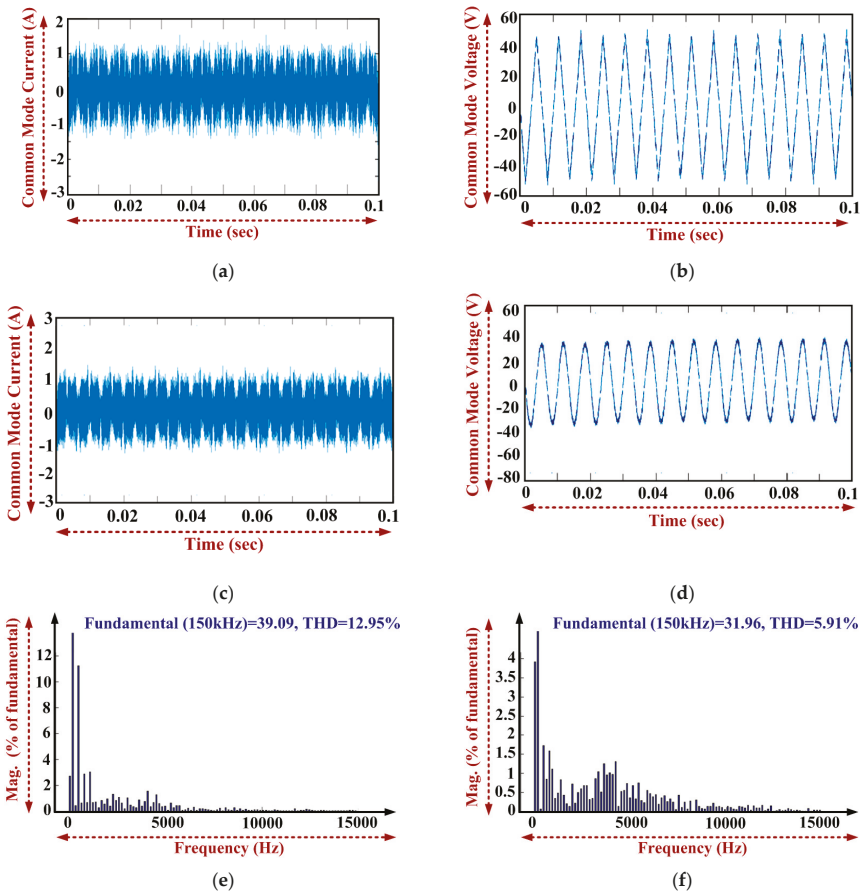 Common Mode Current (A)
2
1
0
-1
-2
-3
0 0.02 0.04 0.06 0.08 0.1
Time (sec)
(a)
Common Mode Voltage (V)
60
40
20
0
-20
-40
-60
0 0.02 0.04 0.06 0.08 0.1
Time (sec)
(b)
Common Mode Current (A)
3
2
1
0
-1
-2
-3
0 0.02 0.04 0.06 0.08 0.1
Time (sec)
(c)
Common Mode Voltage (V)
60
40
20
0
-20
-40
-60
-80
0 0.02 0.04 0.06 0.08 0.1
Time (sec)
(d)
Fundamental (150kHz)=39.09, THD=12.95%
Mag. (% of fundamental)
12
10
8
6
4
2
0
0 5000 10000 15000
Frequency (Hz)
(e)
Fundamental (150kHz)=31.96, THD=5.91%
Mag. (% of fundamental)
4
3.5
3
2.5
2
1.5
1
0.5
0
0 5000 10000 15000
Frequency (Hz)
(f)